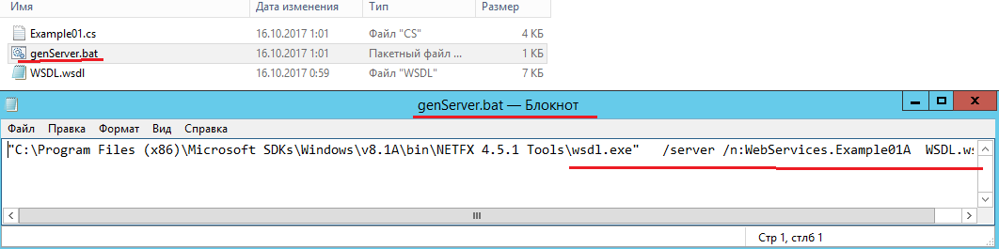 Имя Дата изменения Тип Размер
Example01.cs 16.10.2017 1:01 Файл "CS" 4 КБ
genServer.bat 16.10.2017 1:01 Пакетный файл ... 1 КБ
WSDL.wsdl 16.10.2017 0:59 Файл "WSDL" 7 КБ
genServer.bat — Блокнот
Файл Правка Формат Вид Справка
"C:\Program Files (x86)\Microsoft SDKs\Windows\v8.1A\bin\NETFX 4.5.1 Tools\wsdl.exe" /server /n:WebServices.Example01A WSDL.ws
Стр 1, стлб 1